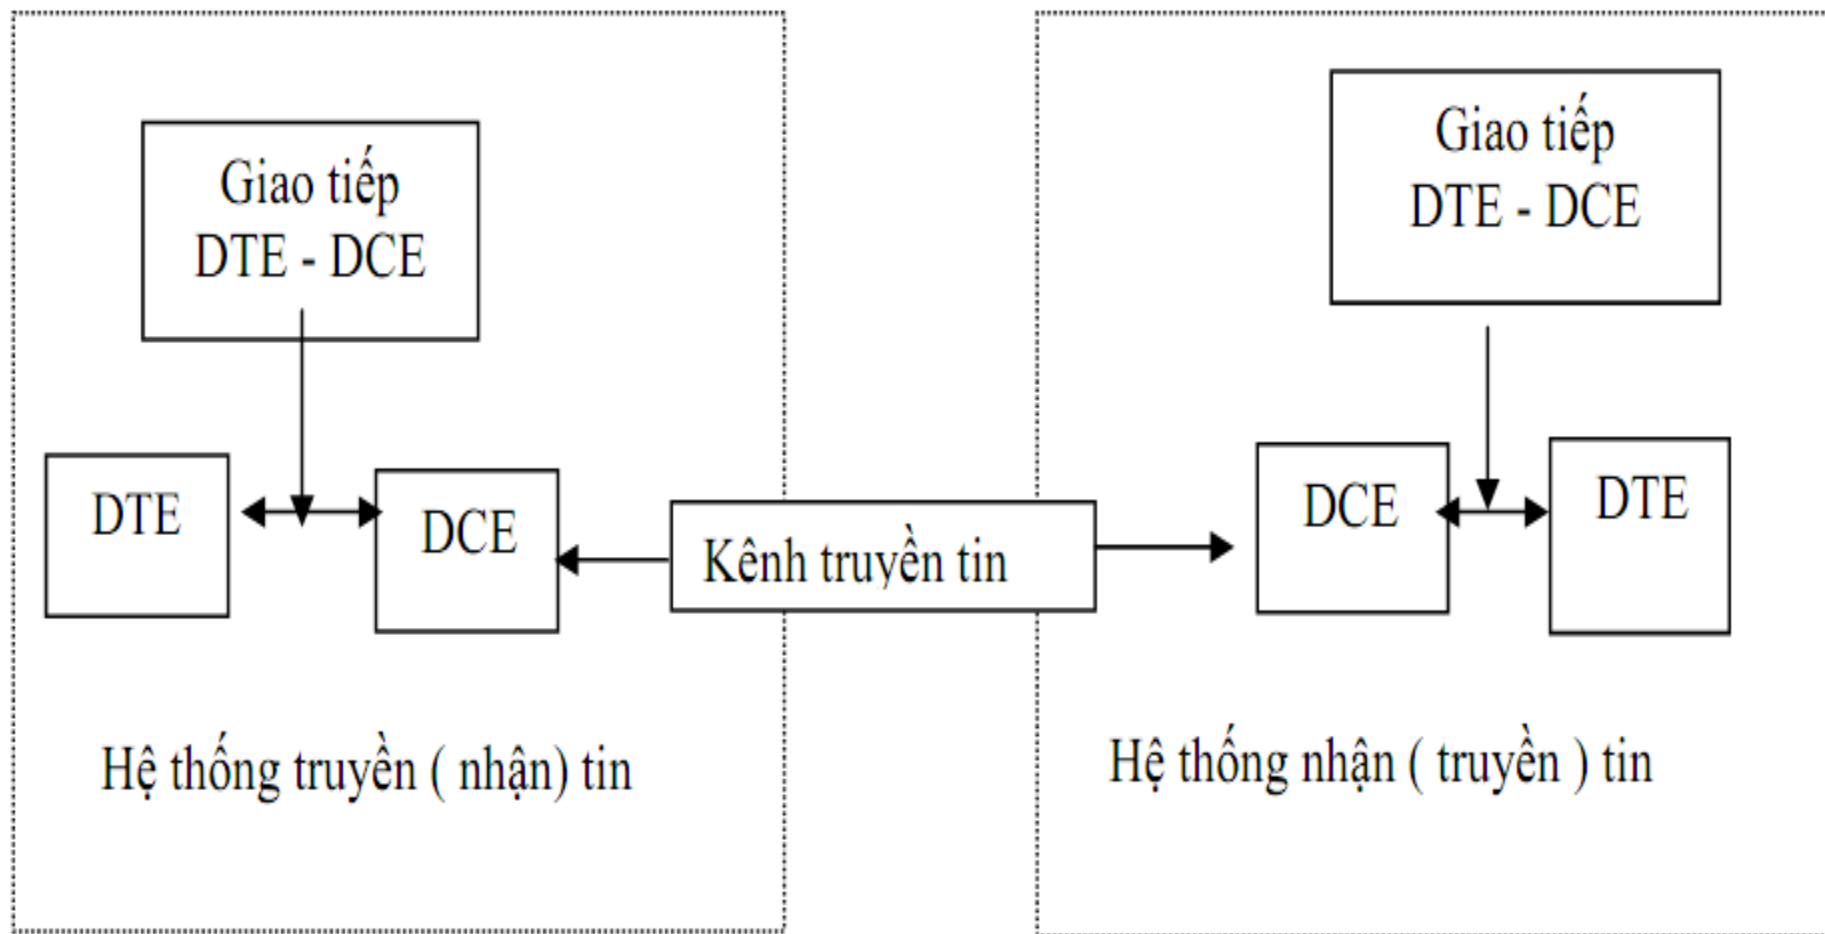 Giao tiếp
DTE - DCE
DTE
DCE
Hệ thống truyền ( nhận) tin
Kênh truyền tin
Giao tiếp
DTE - DCE
DCE
DTE
Hệ thống nhận ( truyền ) tin